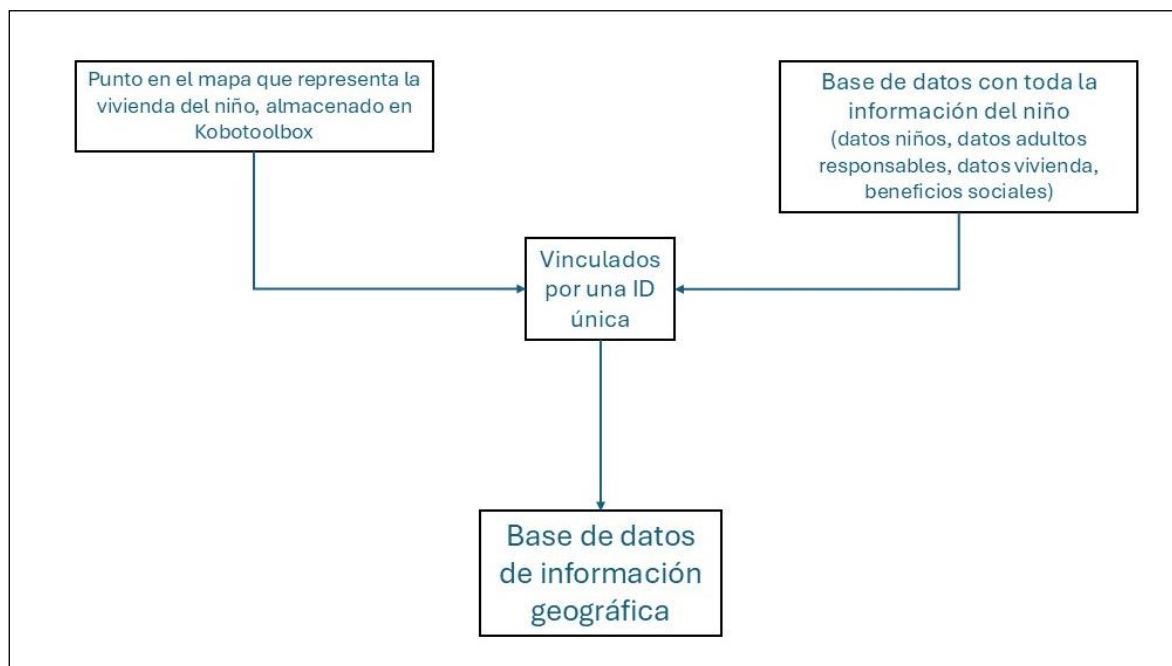 Punto en el mapa que representa la
vivienda del niño, almacenado en
Kobotoolbox
Base de datos con toda la
información del niño
(datos niños, datos adultos
responsables, datos vivienda,
beneficios sociales)
Vinculados
por una ID
única
Base de datos
de información
geográfica